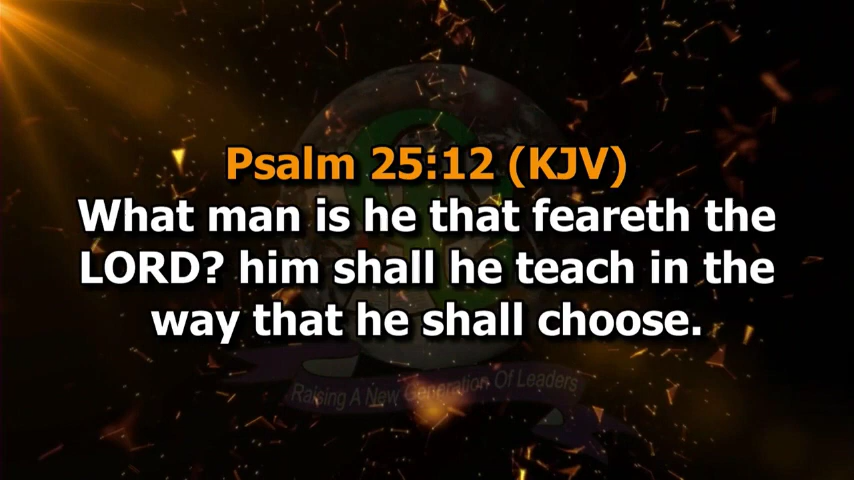 Psalm 25:12 (KJV)
What man is he that feareth the
LORD? him shall he teach in the
way that he shall choose.
Raising A New Generation Of Leaders